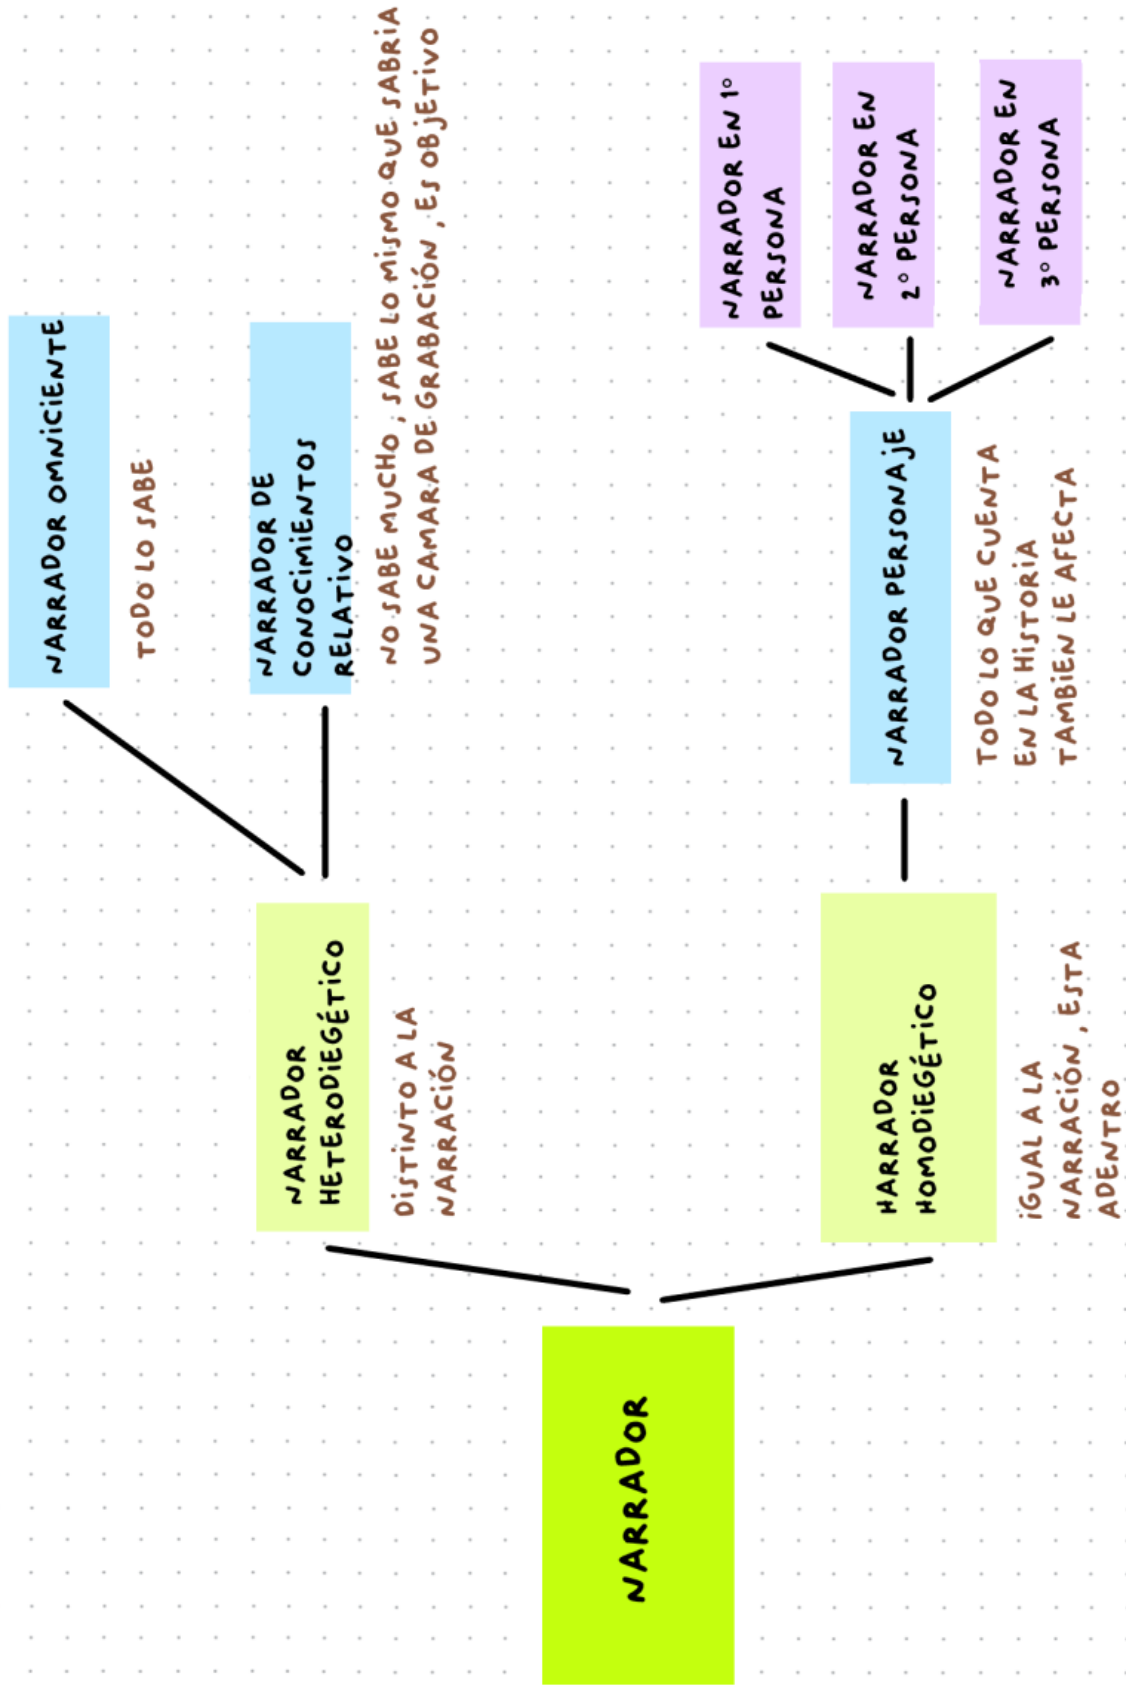 NARRADOR
NARRADOR
HETERODIEGÉTICO
DISTINTO A LA
NARRACIÓN
NARRADOR OMNICIENTE
TODO LO SABE
NARRADOR DE
CONOCIMIENTOS
RELATIVO
NO SABE MUCHO, SABE LO MISMO QUE SABRIA
UNA CAMARA DE GRABACIÓN, ES OBJETIVO
HARRADOR
HOMODIEGÉTICO
IGUAL A LA
NARRACIÓN, ESTA
ADENTRO
NARRADOR PERSONAJE
TODO LO QUE CUENTA
EN LA HISTORIA
TAMBIEN LE AFECTA
NARRADOR EN 1°
PERSONA
NARRADOR EN
2° PERSONA
NARRADOR EN
3° PERSONA